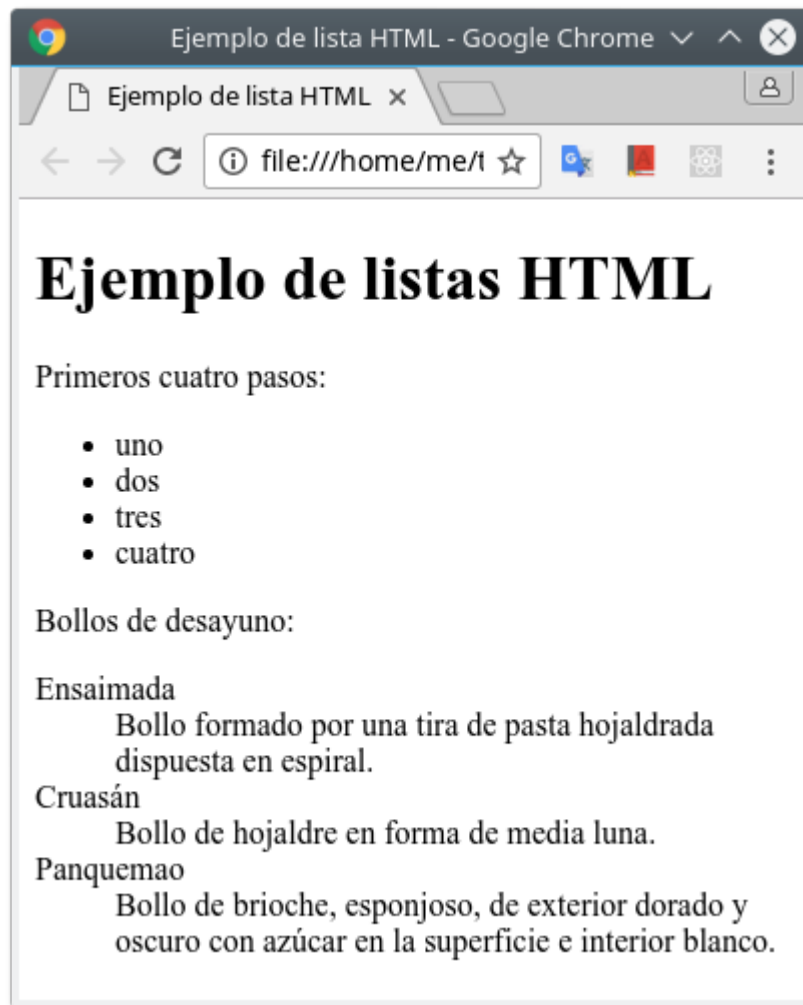 Ejemplo de lista HTML - Google Chrome
Ejemplo de lista HTML
file:///home/me/t
Ejemplo de listas HTML
Primeros cuatro pasos:
• uno
• dos
• tres
• cuatro
Bollos de desayuno:
Ensaimada
Bollo formado por una tira de pasta hojaldrada
dispuesta en espiral.
Cruasán
Bollo de hojaldre en forma de media luna.
Panquemao
Bollo de brioche, esponjoso, de exterior dorado y
oscuro con azúcar en la superficie e interior blanco.